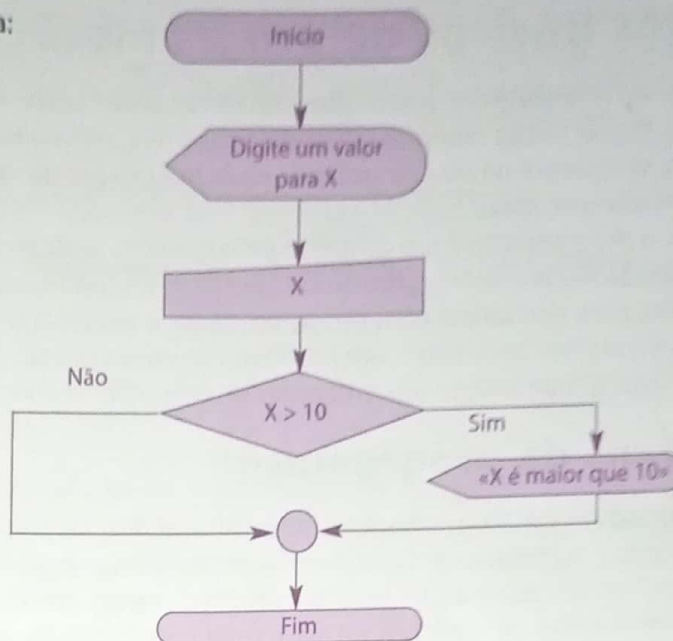 Início
Digite um valor
para X
X
Não
X > 10
Sim
«X é maior que 10»
Fim